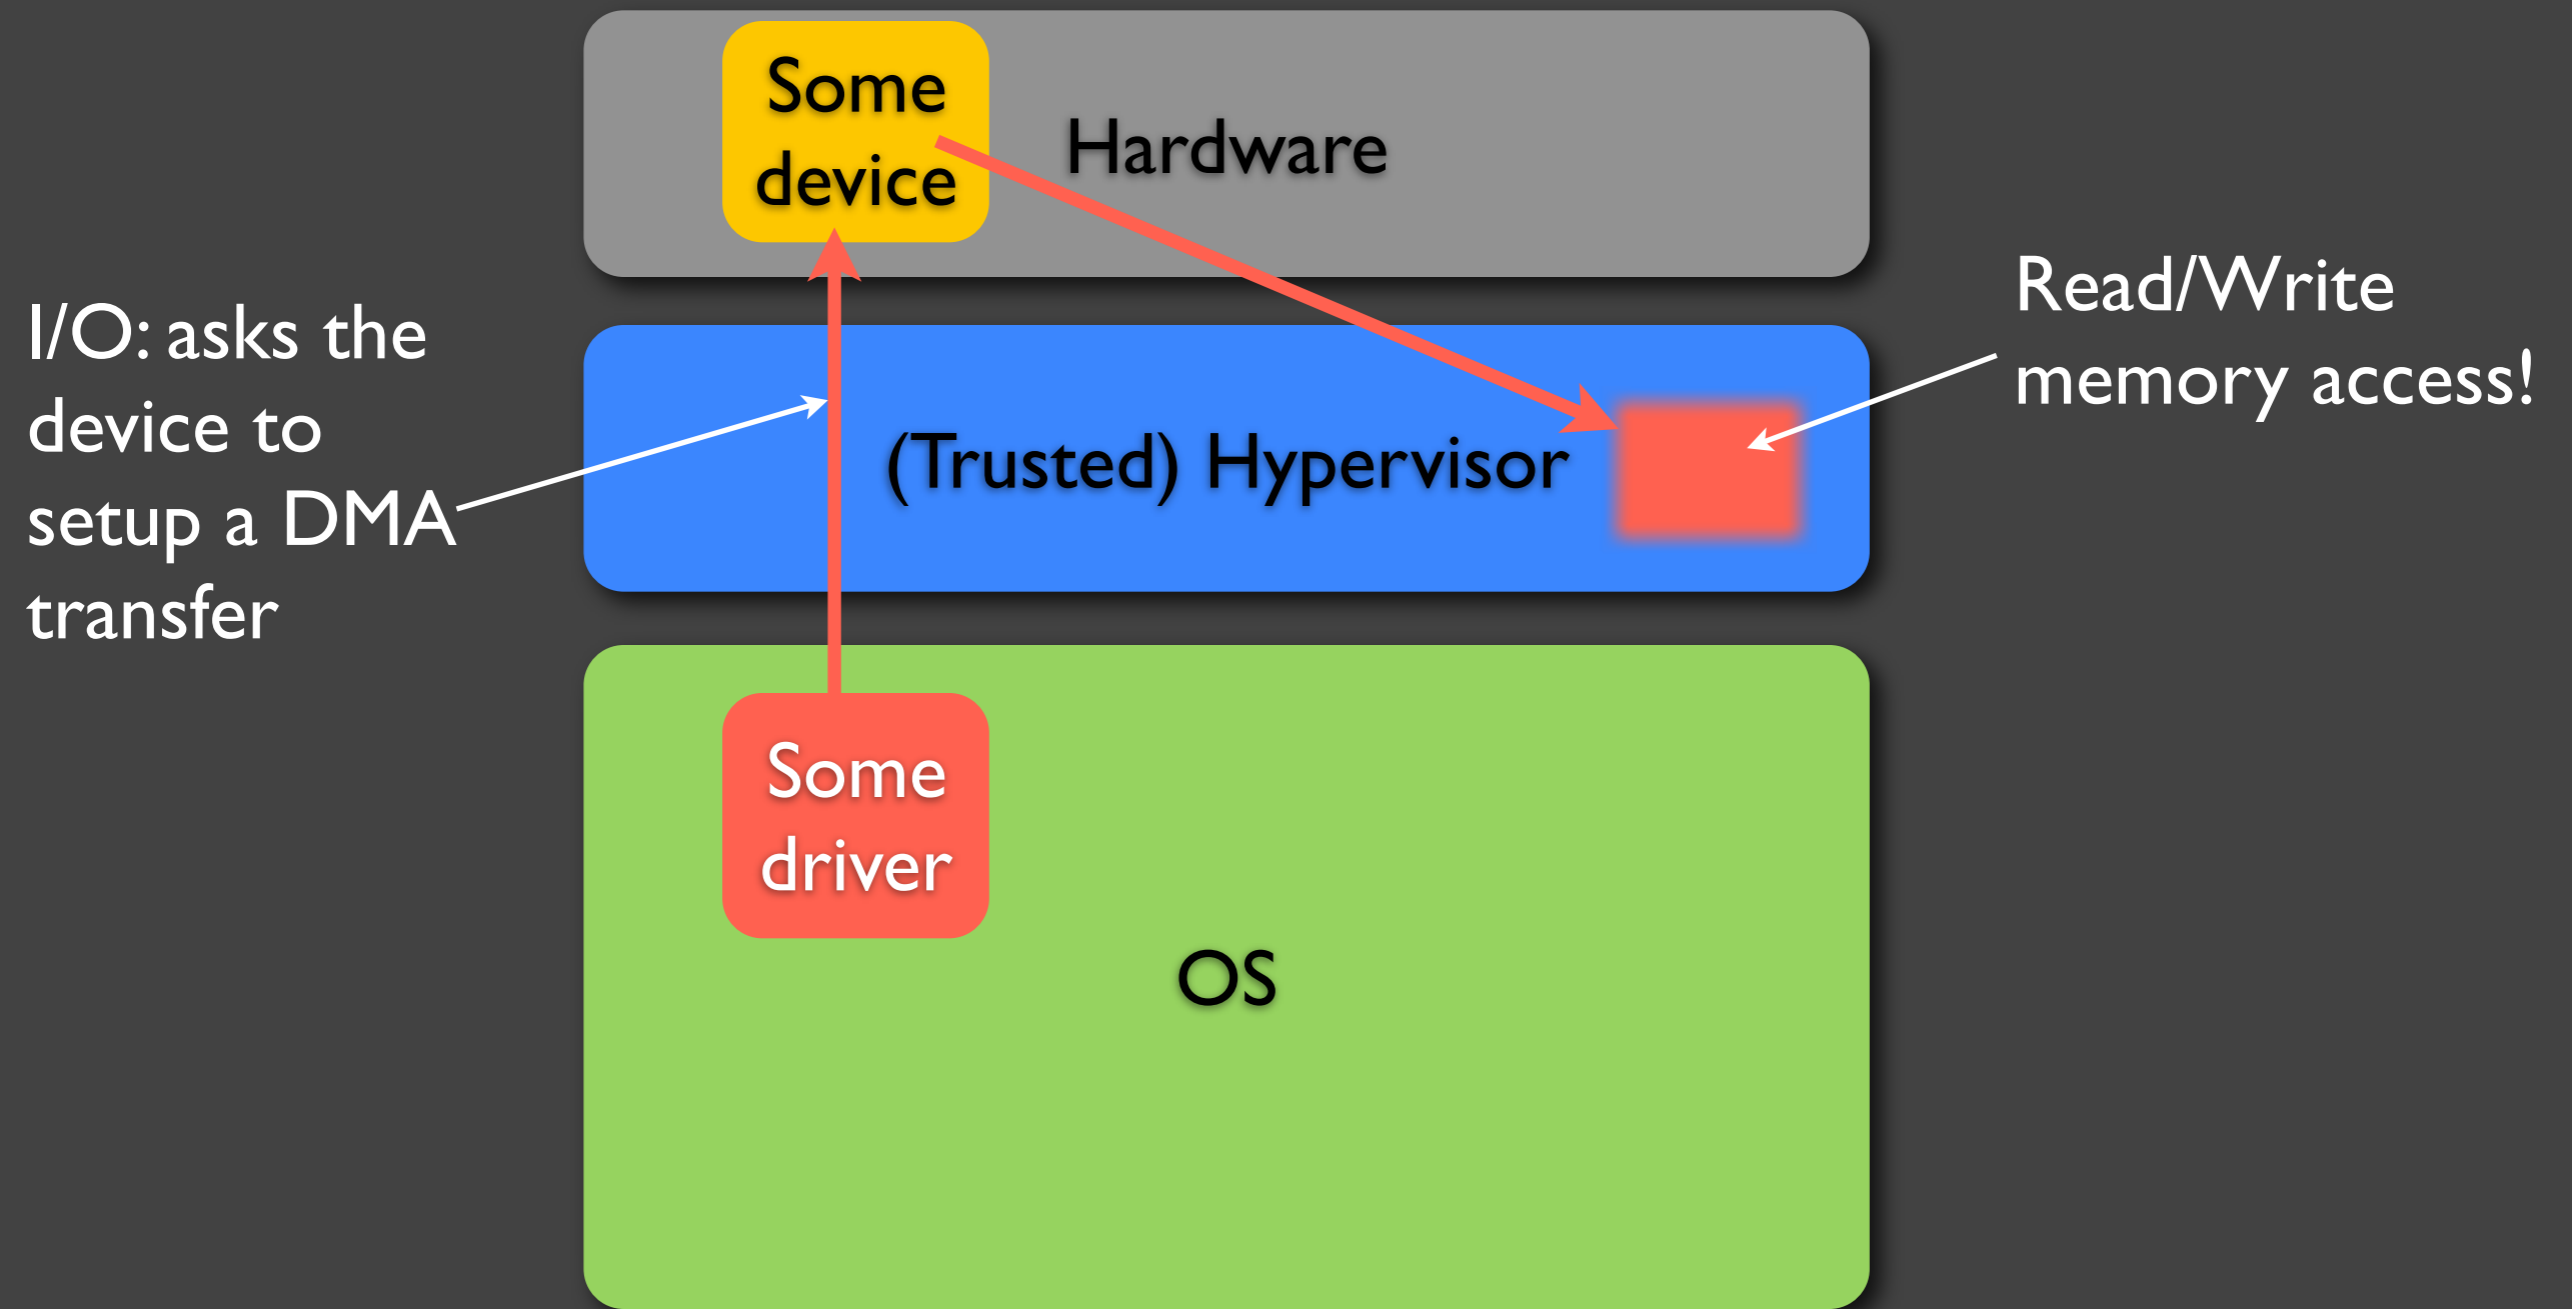 Some
device
Hardware
I/O: asks the
device to
setup a DMA
transfer
Read/Write
memory access!
(Trusted) Hypervisor
Some
driver
OS